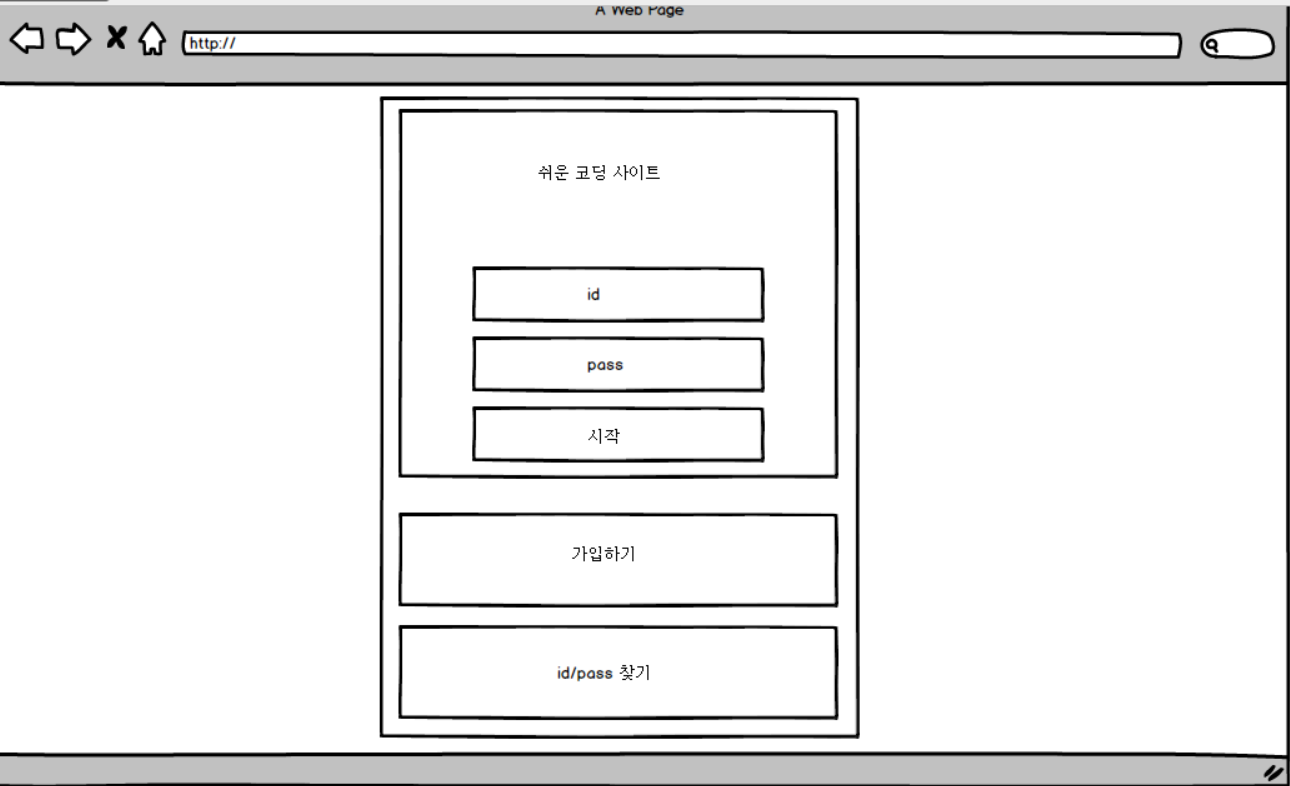 A Web Page
http://
쉬운 코딩 사이트
id
pass
시작
가입하기
id/pass 찾기